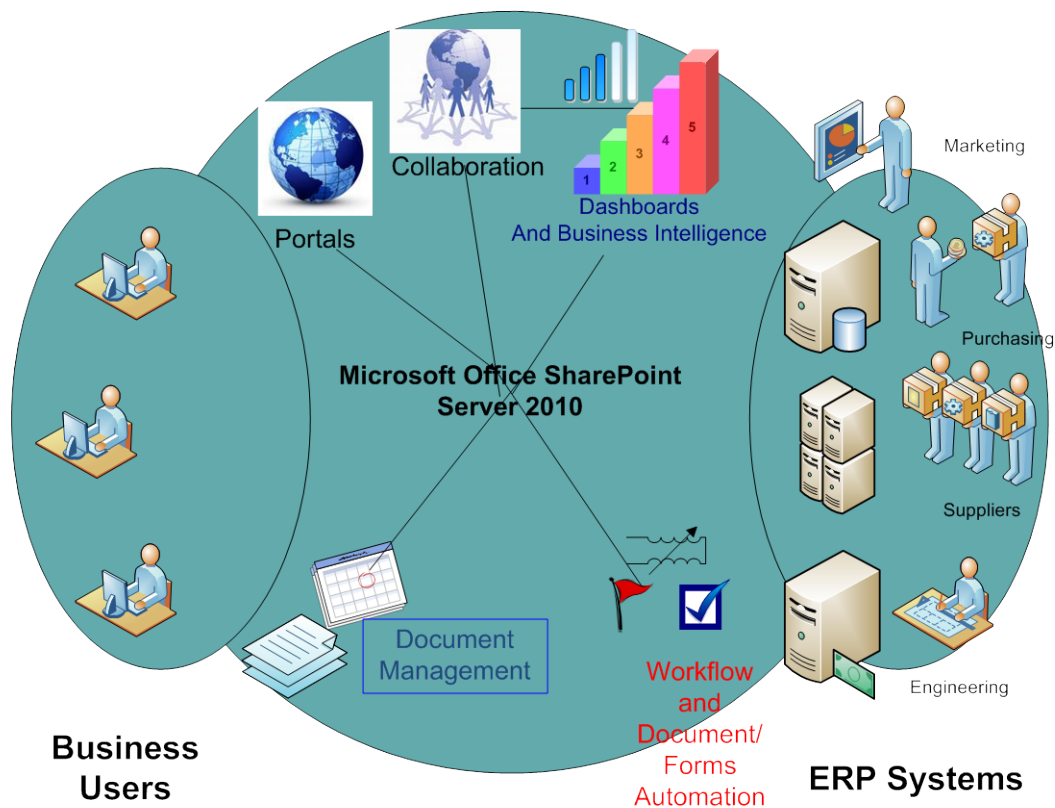 Collaboration
Portals
1
2
3
4
5
Dashboards
And Business Intelligence
Marketing
Purchasing
Microsoft Office SharePoint
Server 2010
Suppliers
Document
Management
Workflow
and
Document/
Forms
Automation
Engineering
Business
Users
ERP Systems